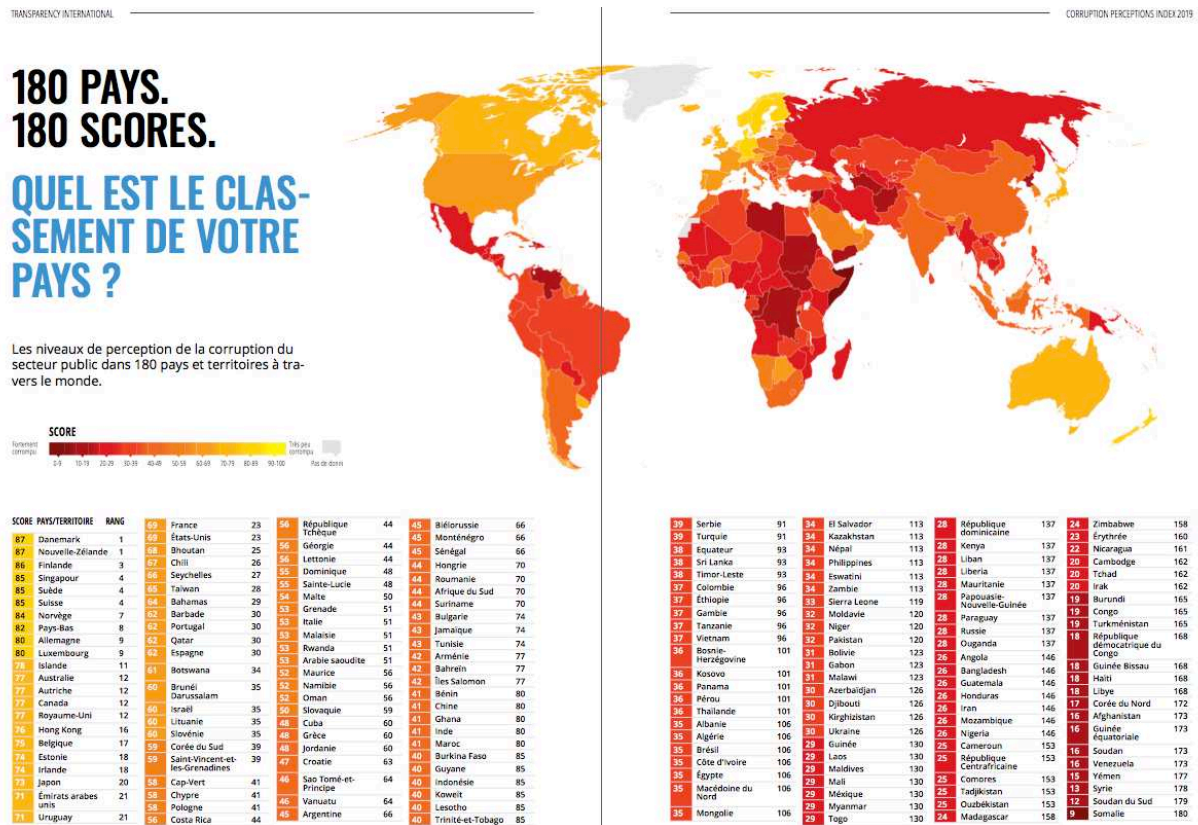 TRANSPARENCY INTERNATIONAL
CORRUPTION PERCEPTIONS INDEX 2019
180 PAYS.
180 SCORES.
QUEL EST LE CLAS-
SEMENT DE VOTRE
PAYS ?
Les niveaux de perception de la corruption du
secteur public dans 180 pays et territoires à tra-
vers le monde.
SCORE
Fortement
corrompu
Très peu
corrompu
0-9 10-19 20-29 30-39 40-49 50-59 60-69 70-79 80-89 90-100
Pas de donn
SCORE PAYS/TERRITOIRE RANG
87 Danemark 1
87 Nouvelle-Zélande 1
86 Finlande 3
85 Singapour 4
85 Suède 4
85 Suisse 4
84 Norvège 7
82 Pays-Bas 8
80 Allemagne 9
80 Luxembourg 9
78 Islande 11
77 Australie 12
77 Autriche 12
77 Canada 12
77 Royaume-Uni 12
76 Hong Kong 16
75 Belgique 17
74 Estonie 18
74 Irlande 18
73 Japon 20
71 Émirats arabes
unis 21
71 Uruguay 21
69 France 23
69 États-Unis 23
68 Bhoutan 25
67 Chili 26
66 Seychelles 27
65 Taiwan 28
64 Bahamas 29
62 Barbade 30
62 Portugal 30
62 Qatar 30
62 Espagne 30
61 Botswana 34
60 Brunéi
Darussalam 35
60 Israël 35
60 Lituanie 35
60 Slovénie 35
59 Corée du Sud 39
59 Saint-Vincent-et-
les-Grenadines 39
58 Cap-Vert 41
58 Chypre 41
58 Pologne 41
56 Costa Rica 44
56 République
Tchèque 44
56 Géorgie 44
56 Lettonie 44
55 Dominique 48
55 Sainte-Lucie 48
54 Malte 50
53 Grenade 51
53 Italie 51
53 Malaisie 51
53 Rwanda 51
53 Arabie saoudite 51
52 Maurice 56
52 Namibie 56
52 Oman 56
50 Slovaquie 59
48 Cuba 60
48 Grèce 60
48 Jordanie 60
47 Croatie 63
46 Sao Tomé-et-
Principe 64
46 Vanuatu 64
45 Argentine 66
45 Biélorussie 66
45 Monténégro 66
45 Sénégal 66
44 Hongrie 70
44 Roumanie 70
44 Afrique du Sud 70
44 Suriname 70
43 Bulgarie 74
43 Jamaïque 74
43 Tunisie 74
42 Arménie 77
42 Bahreïn 77
42 Îles Salomon 77
41 Bénin 80
41 Chine 80
41 Ghana 80
41 Inde 80
41 Maroc 80
40 Burkina Faso 85
40 Guyane 85
40 Indonésie 85
40 Koweit 85
40 Lesotho 85
40 Trinité-et-Tobago 85
39 Serbie 91
39 Turquie 91
38 Equateur 93
38 Sri Lanka 93
38 Timor-Leste 93
37 Colombie 96
37 Éthiopie 96
37 Gambie 96
37 Tanzanie 96
37 Vietnam 96
36 Bosnie-
Herzégovine 101
36 Kosovo 101
36 Panama 101
36 Pérou 101
36 Thaïlande 101
35 Albanie 106
35 Algérie 106
35 Brésil 106
35 Côte d'Ivoire 106
35 Égypte 106
35 Macédoine du
Nord 106
35 Mongolie 106
34 El Salvador 113
34 Kazakhstan 113
34 Népal 113
34 Philippines 113
34 Eswatini 113
34 Zambie 113
33 Sierra Leone 119
32 Moldavie 120
32 Niger 120
32 Pakistan 120
31 Bolivie 123
31 Gabon 123
31 Malawi 123
30 Azerbaïdjan 126
30 Djibouti 126
30 Kirghizistan 126
30 Ukraine 126
29 Guinée 130
29 Laos 130
29 Maldives 130
29 Mali 130
29 Méxique 130
29 Myanmar 130
29 Togo 130
28 République
dominicaine 137
28 Kenya 137
28 Liban 137
28 Liberia 137
28 Mauritanie 137
28 Papouasie-
Nouvelle-Guinée 137
28 Paraguay 137
28 Russie 137
28 Ouganda 137
26 Angola 146
26 Bangladesh 146
26 Guatemala 146
26 Honduras 146
26 Iran 146
26 Mozambique 146
26 Nigeria 146
25 Cameroun 153
25 République
Centrafricaine 153
25 Comores 153
25 Tadjikistan 153
25 Ouzbékistan 153
24 Madagascar 158
24 Zimbabwe 158
23 Érythrée 160
22 Nicaragua 161
20 Cambodge 162
20 Tchad 162
20 Irak 162
19 Burundi 165
19 Congo 165
19 Turkménistan 165
18 République
démocratique du
Congo 168
18 Guinée Bissau 168
18 Haïti 168
18 Libye 168
17 Corée du Nord 172
16 Afghanistan 173
16 Guinée
équatoriale 173
16 Soudan 173
16 Venezuela 173
15 Yémen 177
13 Syrie 178
12 Soudan du Sud 179
9 Somalie 180